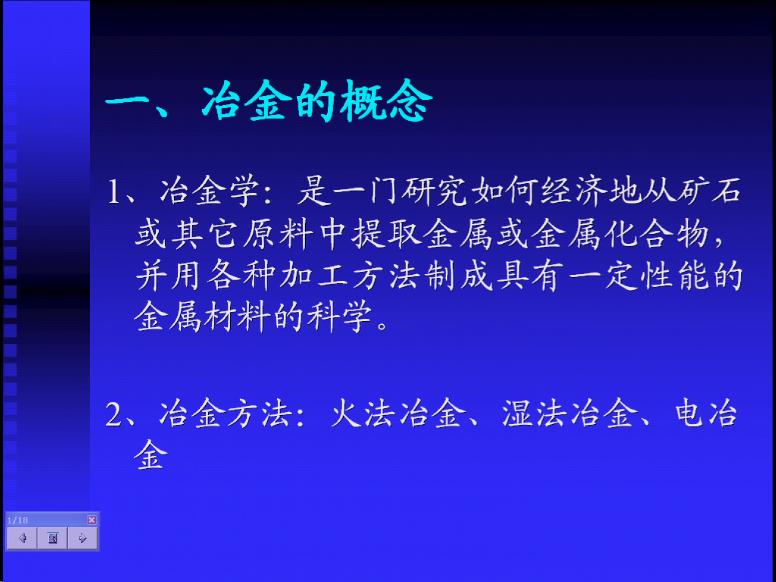 一、冶金的概念
1、冶金学：是一门研究如何经济地从矿石
或其它原料中提取金属或金属化合物，
并用各种加工方法制成具有一定性能的
金属材料的科学。
2、冶金方法：火法冶金、湿法冶金、电冶
金
1/18